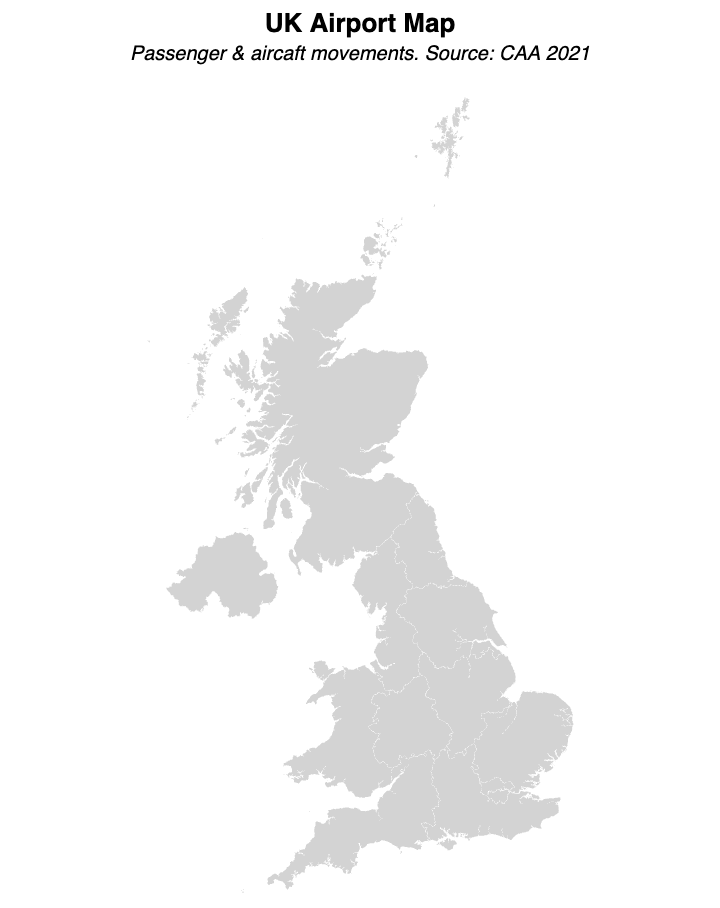 UK Airport Map
Passenger & aircaft movements. Source: CAA 2021